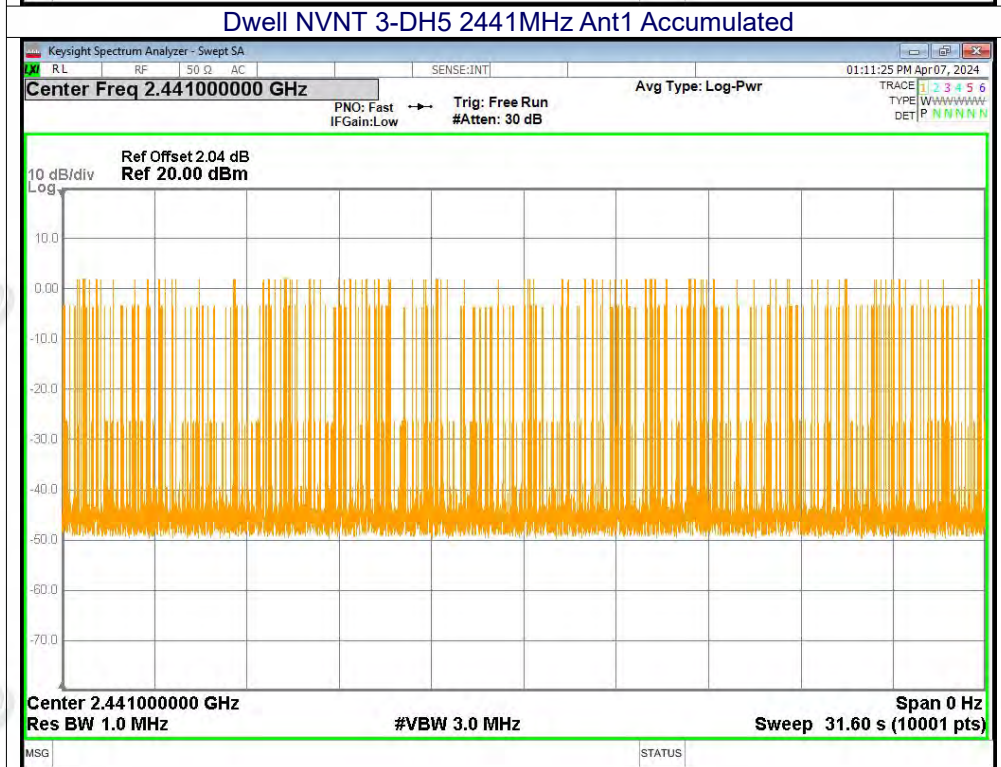 Dwell NVNT 3-DH5 2441MHz Ant1 Accumulated
Keysight Spectrum Analyzer - Swept SA
LXI RL RF 50 Ω AC SENSE:INT 01:11:25 PM Apr 07, 2024
Center Freq 2.441000000 GHz Avg Type: Log-Pwr TRACE 1 2 3 4 5 6
PNO: Fast Trig: Free Run TYPE WWWWWWW
IFGain:Low #Atten: 30 dB DET P N N N N N
Ref Offset 2.04 dB
10 dB/div Ref 20.00 dBm
Log
10.0
0.00
-10.0
-20.0
-30.0
-40.0
-50.0
-60.0
-70.0
Center 2.441000000 GHz Span 0 Hz
Res BW 1.0 MHz #VBW 3.0 MHz Sweep 31.60 s (10001 pts)
MSG STATUS